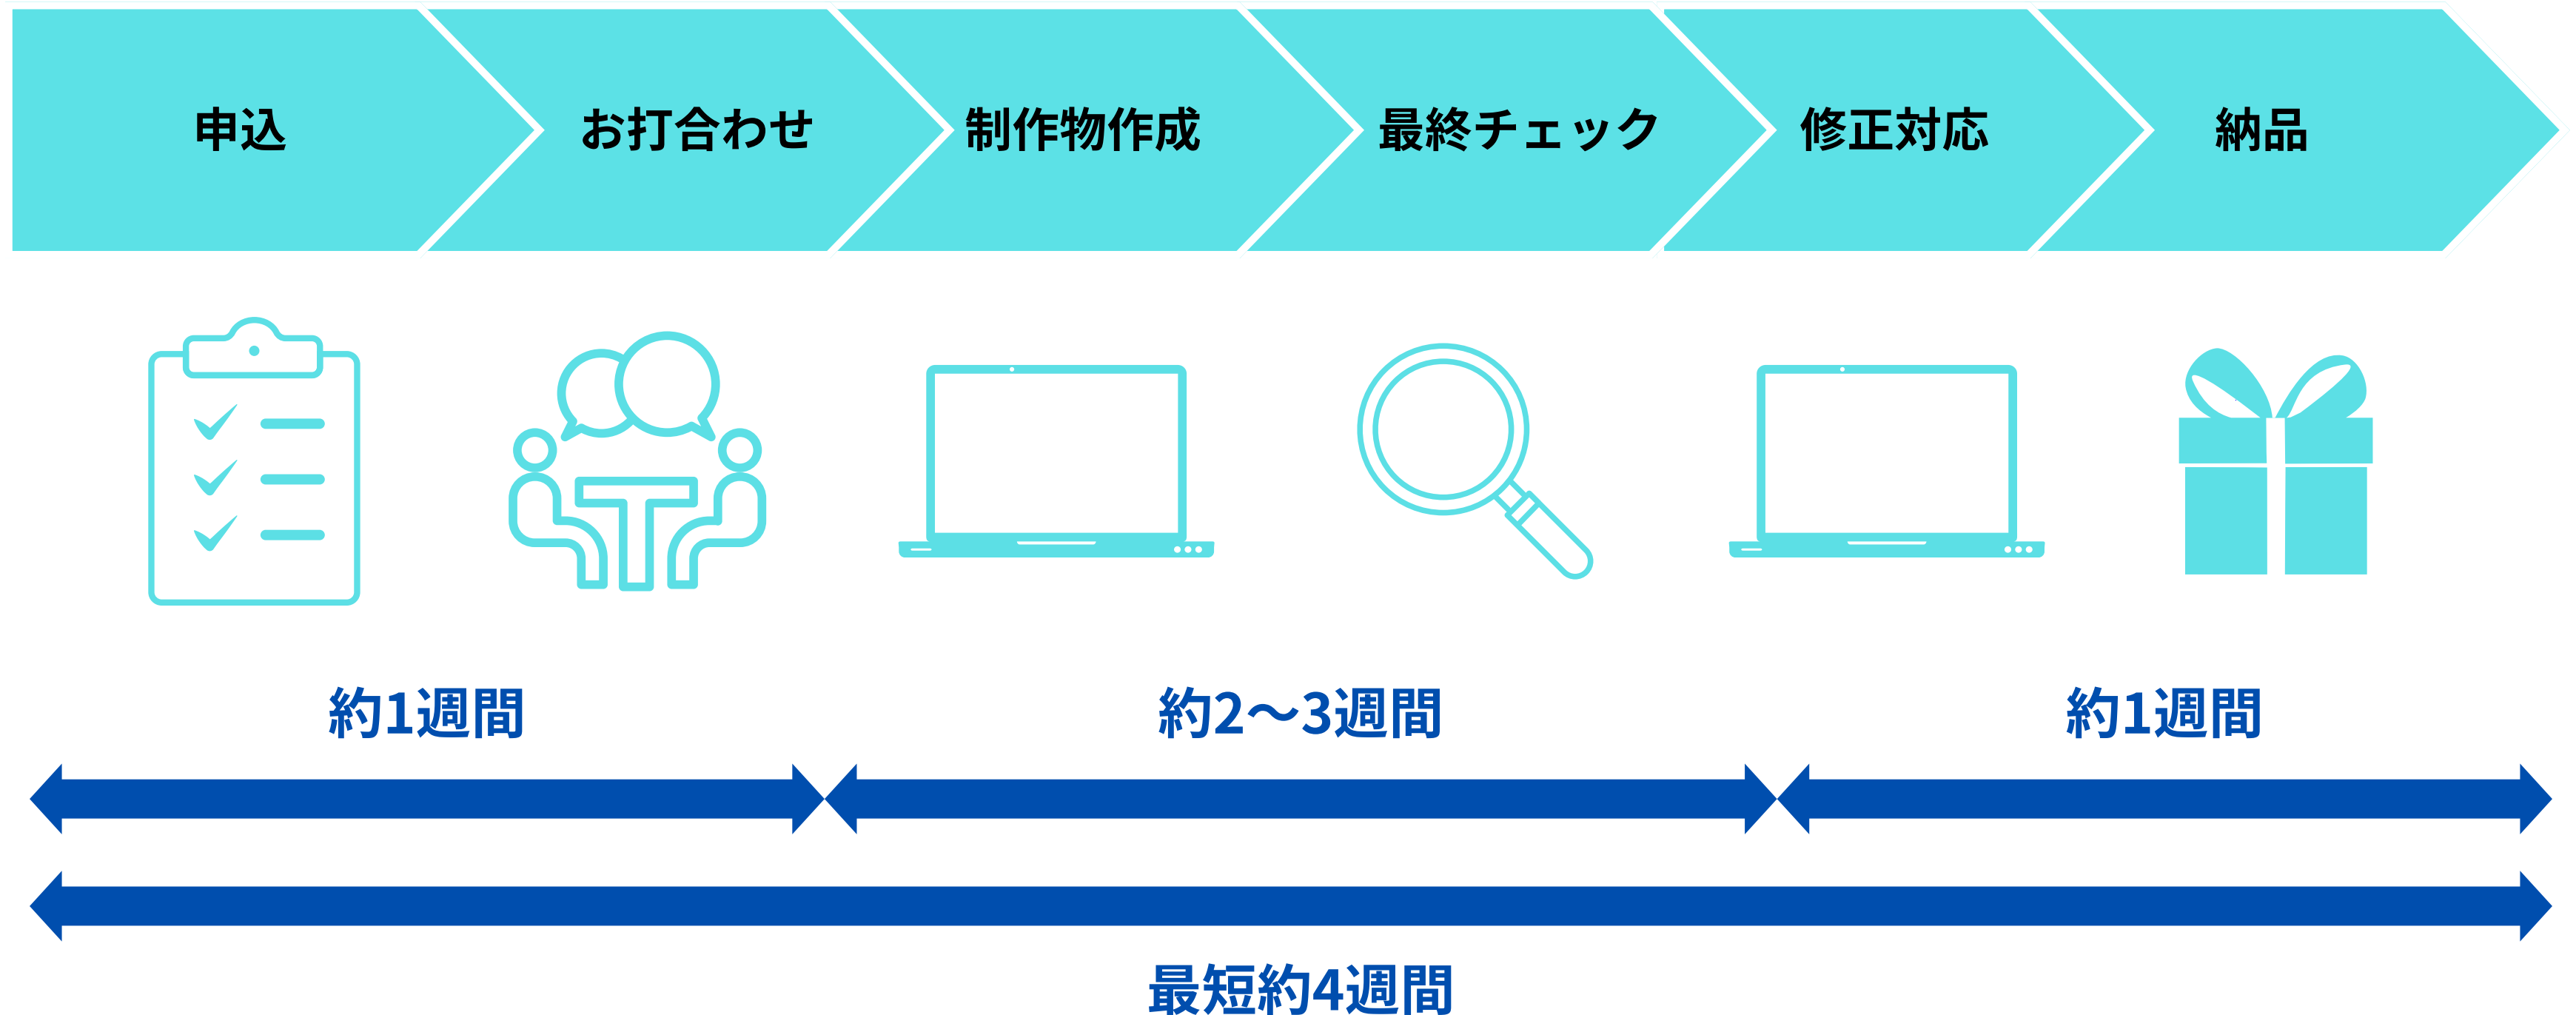 申込
お打合わせ
制作物作成
最終チェック
修正対応
納品
約1週間
約2〜3週間
約1週間
最短約4週間